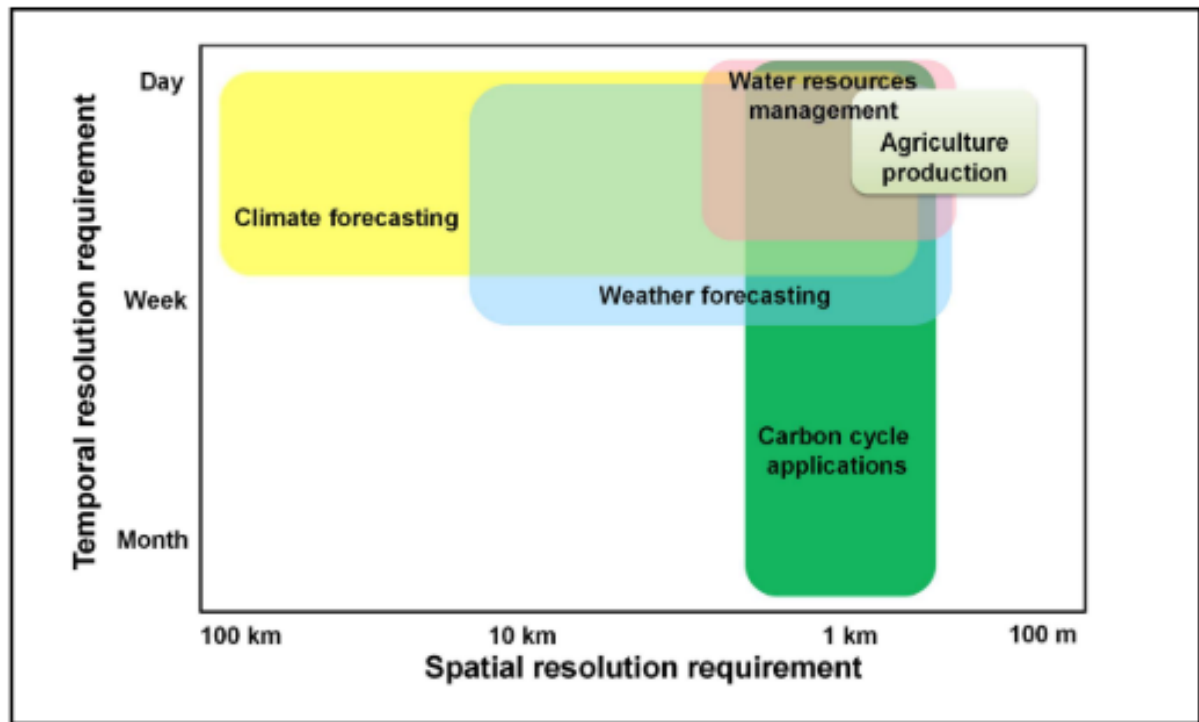 Temporal resolution requirement
Day
Week
Month
Water resources
management
Agriculture
production
Climate forecasting
Weather forecasting
Carbon cycle
applications
100 km
10 km
1 km
100 m
Spatial resolution requirement